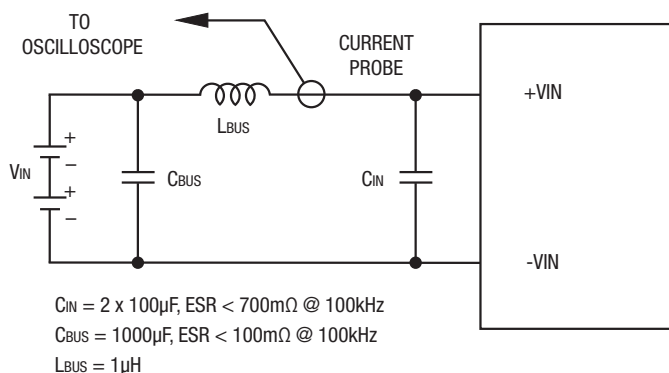 TO
OSCILLOSCOPE
CURRENT
PROBE
+VIN
LBUS
VIN
+
−
+
−
CBUS
CIN
-VIN
CIN = 2 x 100µF, ESR < 700mΩ @ 100kHz
CBUS = 1000µF, ESR < 100mΩ @ 100kHz
LBUS = 1µH